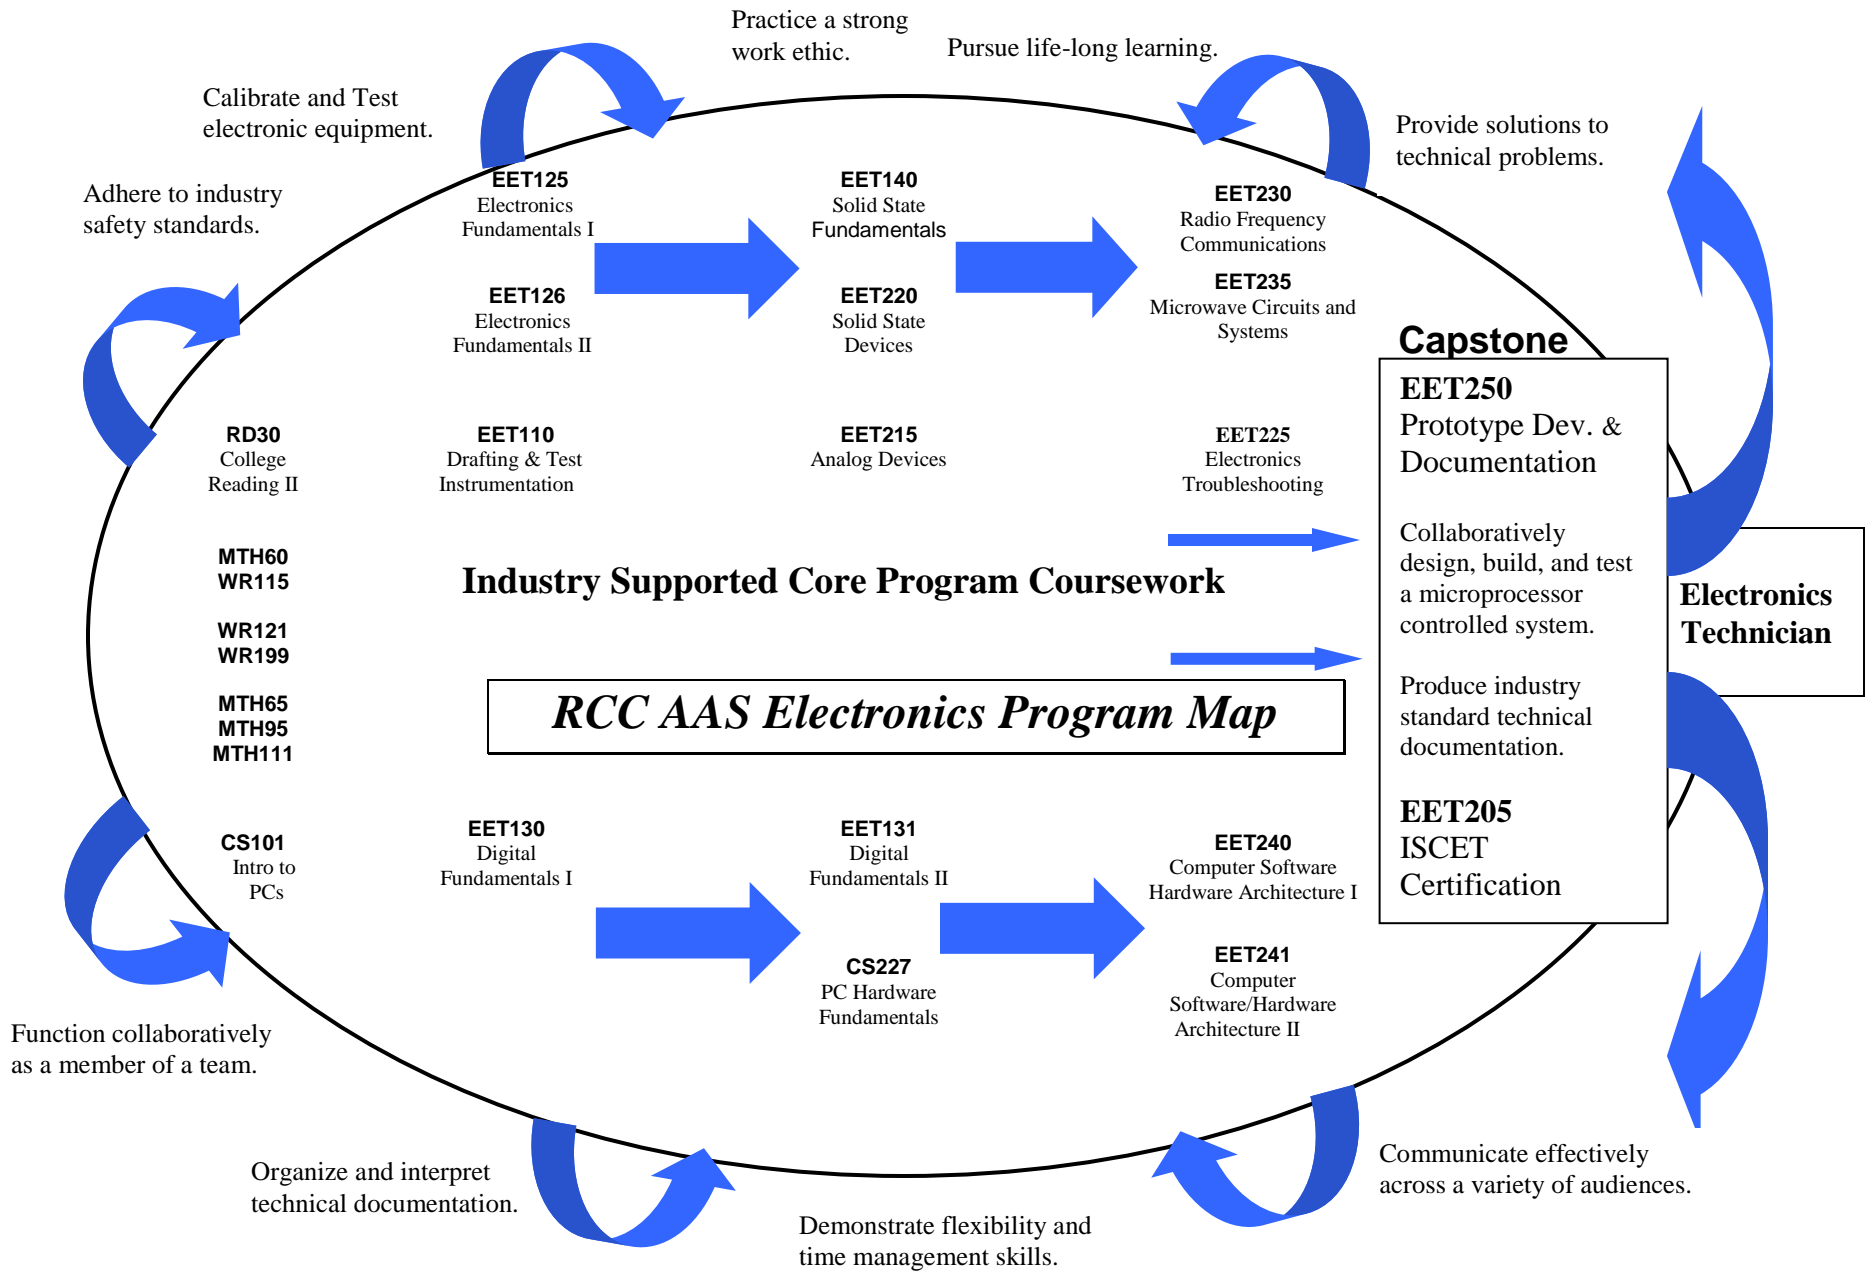 Practice a strong
work ethic.
Pursue life-long learning.
Calibrate and Test
electronic equipment.
Provide solutions to
technical problems.
Adhere to industry
safety standards.
EET125
Electronics
Fundamentals I
EET140
Solid State
Fundamentals
EET230
Radio Frequency
Communications
EET126
Electronics
Fundamentals II
EET220
Solid State
Devices
EET235
Microwave Circuits and
Systems
RD30
College
Reading II
EET110
Drafting & Test
Instrumentation
EET215
Analog Devices
EET225
Electronics
Troubleshooting
Capstone
EET250
Prototype Dev. &
Documentation
Collaboratively
design, build, and test
a microprocessor
controlled system.
Produce industry
standard technical
documentation.
EET205
ISCET
Certification
Electronics
Technician
MTH60
WR115
WR121
WR199
MTH65
MTH95
MTH111
Industry Supported Core Program Coursework
RCC AAS Electronics Program Map
CS101
Intro to
PCs
EET130
Digital
Fundamentals I
EET131
Digital
Fundamentals II
EET240
Computer Software
Hardware Architecture I
CS227
PC Hardware
Fundamentals
EET241
Computer
Software/Hardware
Architecture II
Function collaboratively
as a member of a team.
Organize and interpret
technical documentation.
Demonstrate flexibility and
time management skills.
Communicate effectively
across a variety of audiences.